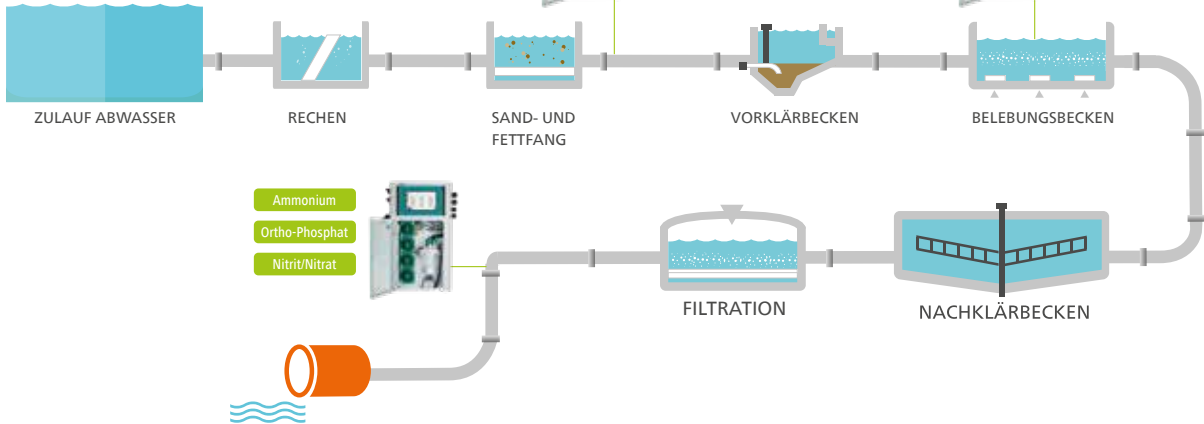 ZULAUF ABWASSER
RECHEN
SAND- UND
FETTFANG
VORKLÄRBECKEN
BELEBUNGSBECKEN
Ammonium
Ortho-Phosphat
Nitrit/Nitrat
FILTRATION
NACHKLÄRBECKEN